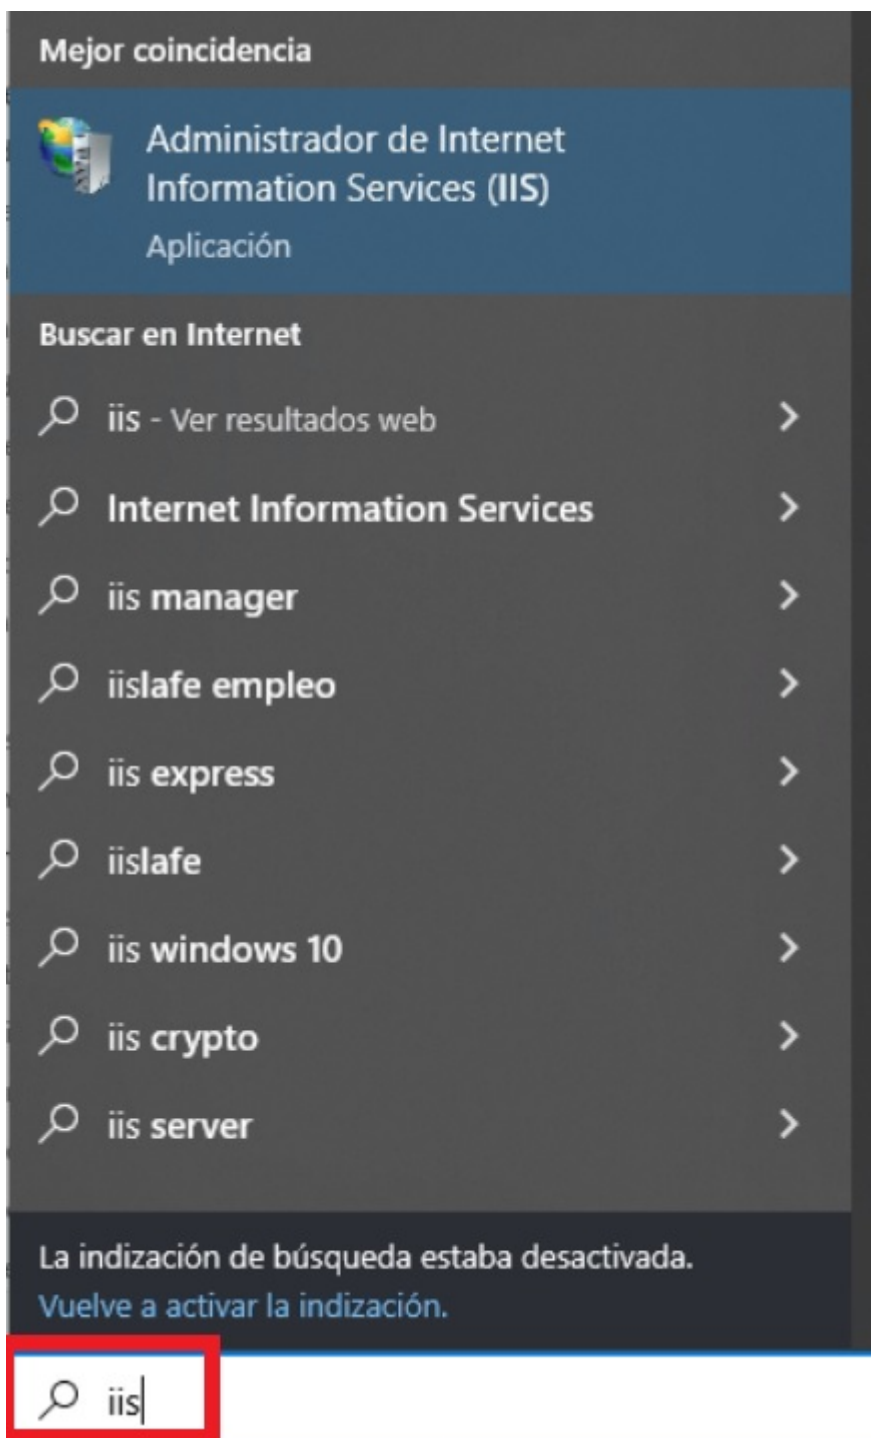 Mejor coincidencia
Administrador de Internet
Information Services (IIS)
Aplicación
Buscar en Internet
iis - Ver resultados web
Internet Information Services
iis manager
iislafe empleo
iis express
iislafe
iis windows 10
iis crypto
iis server
La indización de búsqueda estaba desactivada.
Vuelve a activar la indización.
iis